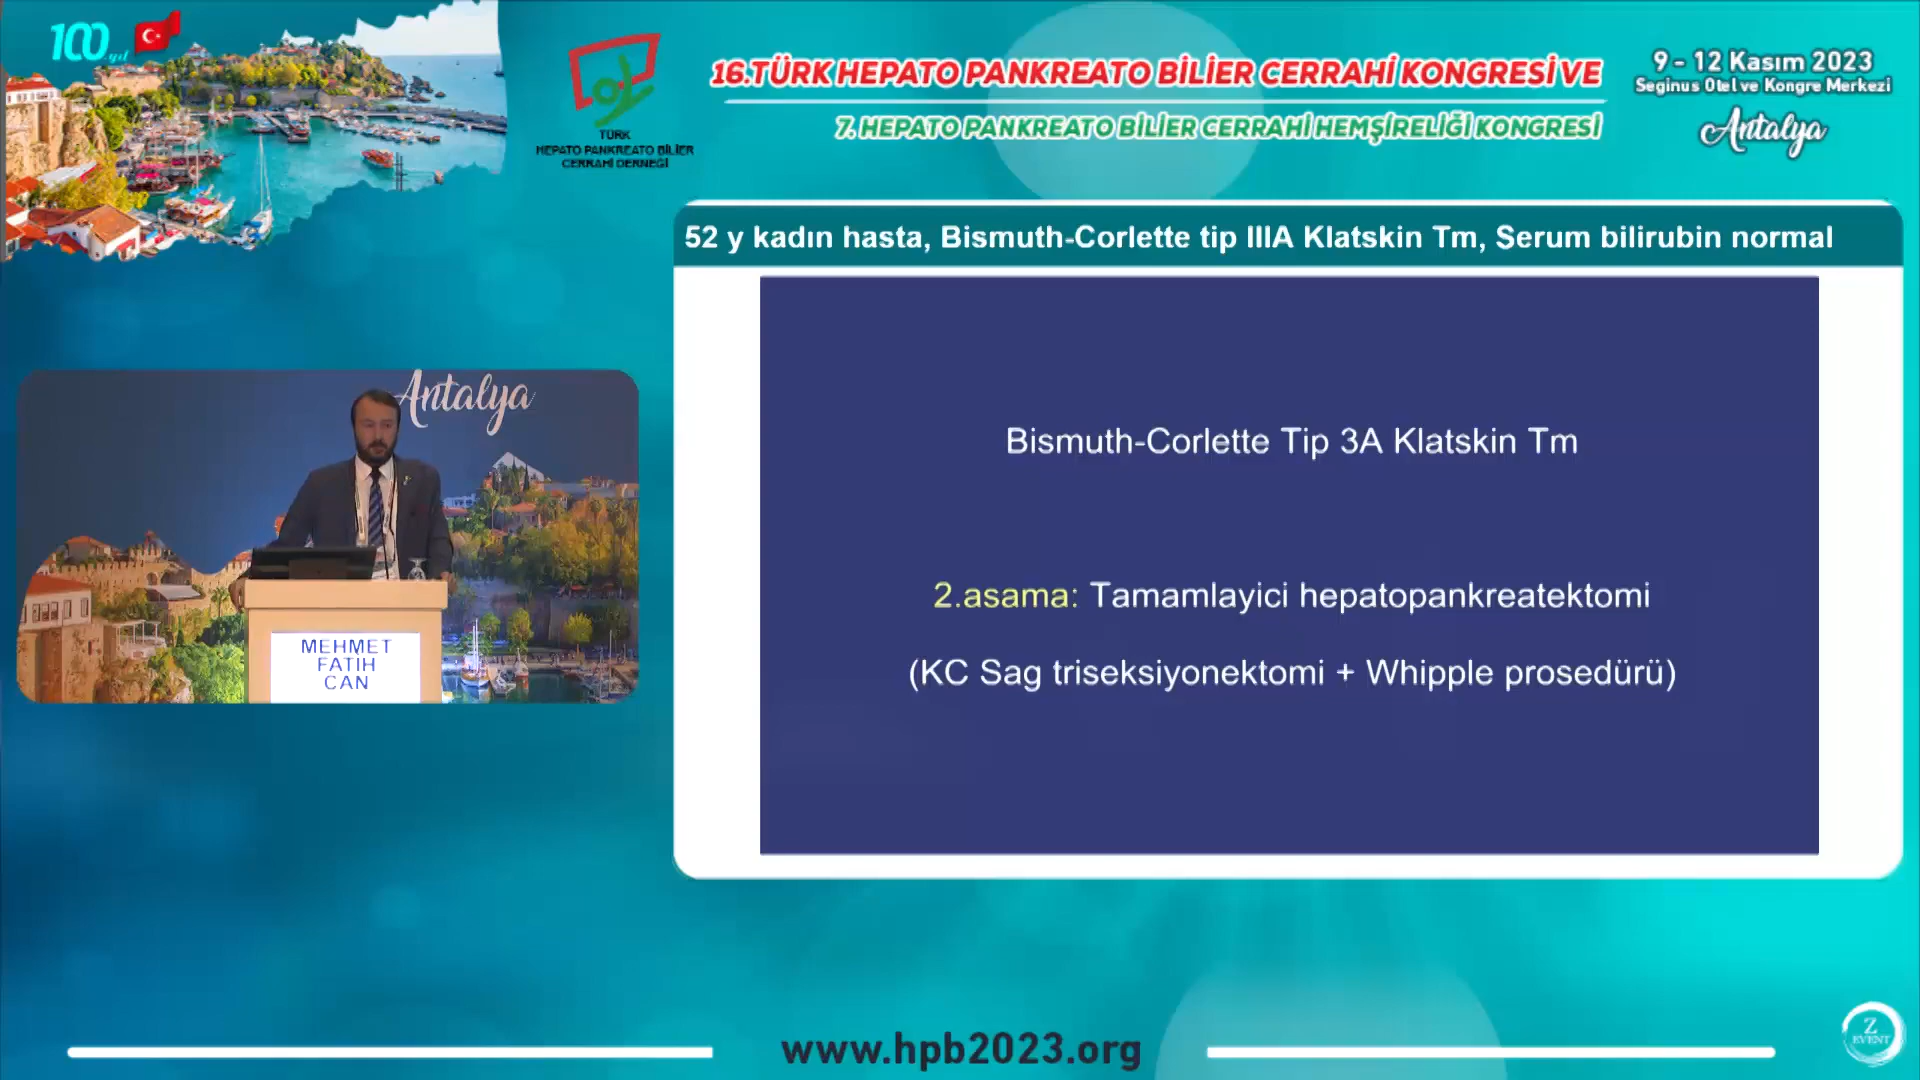 100.yıl
TÜRK
HEPATO PANKREATO BİLİER
CERRAHİ DERNEĞİ
16.TÜRK HEPATO PANKREATO BİLİER CERRAHİ KONGRESİ VE
7. HEPATO PANKREATO BİLİER CERRAHİ HEMŞİRELİĞİ KONGRESİ
9 - 12 Kasım 2023
Seginus Otel ve Kongre Merkezi
Antalya
52 y kadın hasta, Bismuth-Corlette tip IIIA Klatskin Tm, Serum bilirubin normal
Bismuth-Corlette Tip 3A Klatskin Tm
2.asama: Tamamlayici hepatopankreatektomi
(KC Sag triseksiyonektomi + Whipple prosedürü)
Antalya
MEHMET
FATIH
CAN
www.hpb2023.org
Z
EVENT